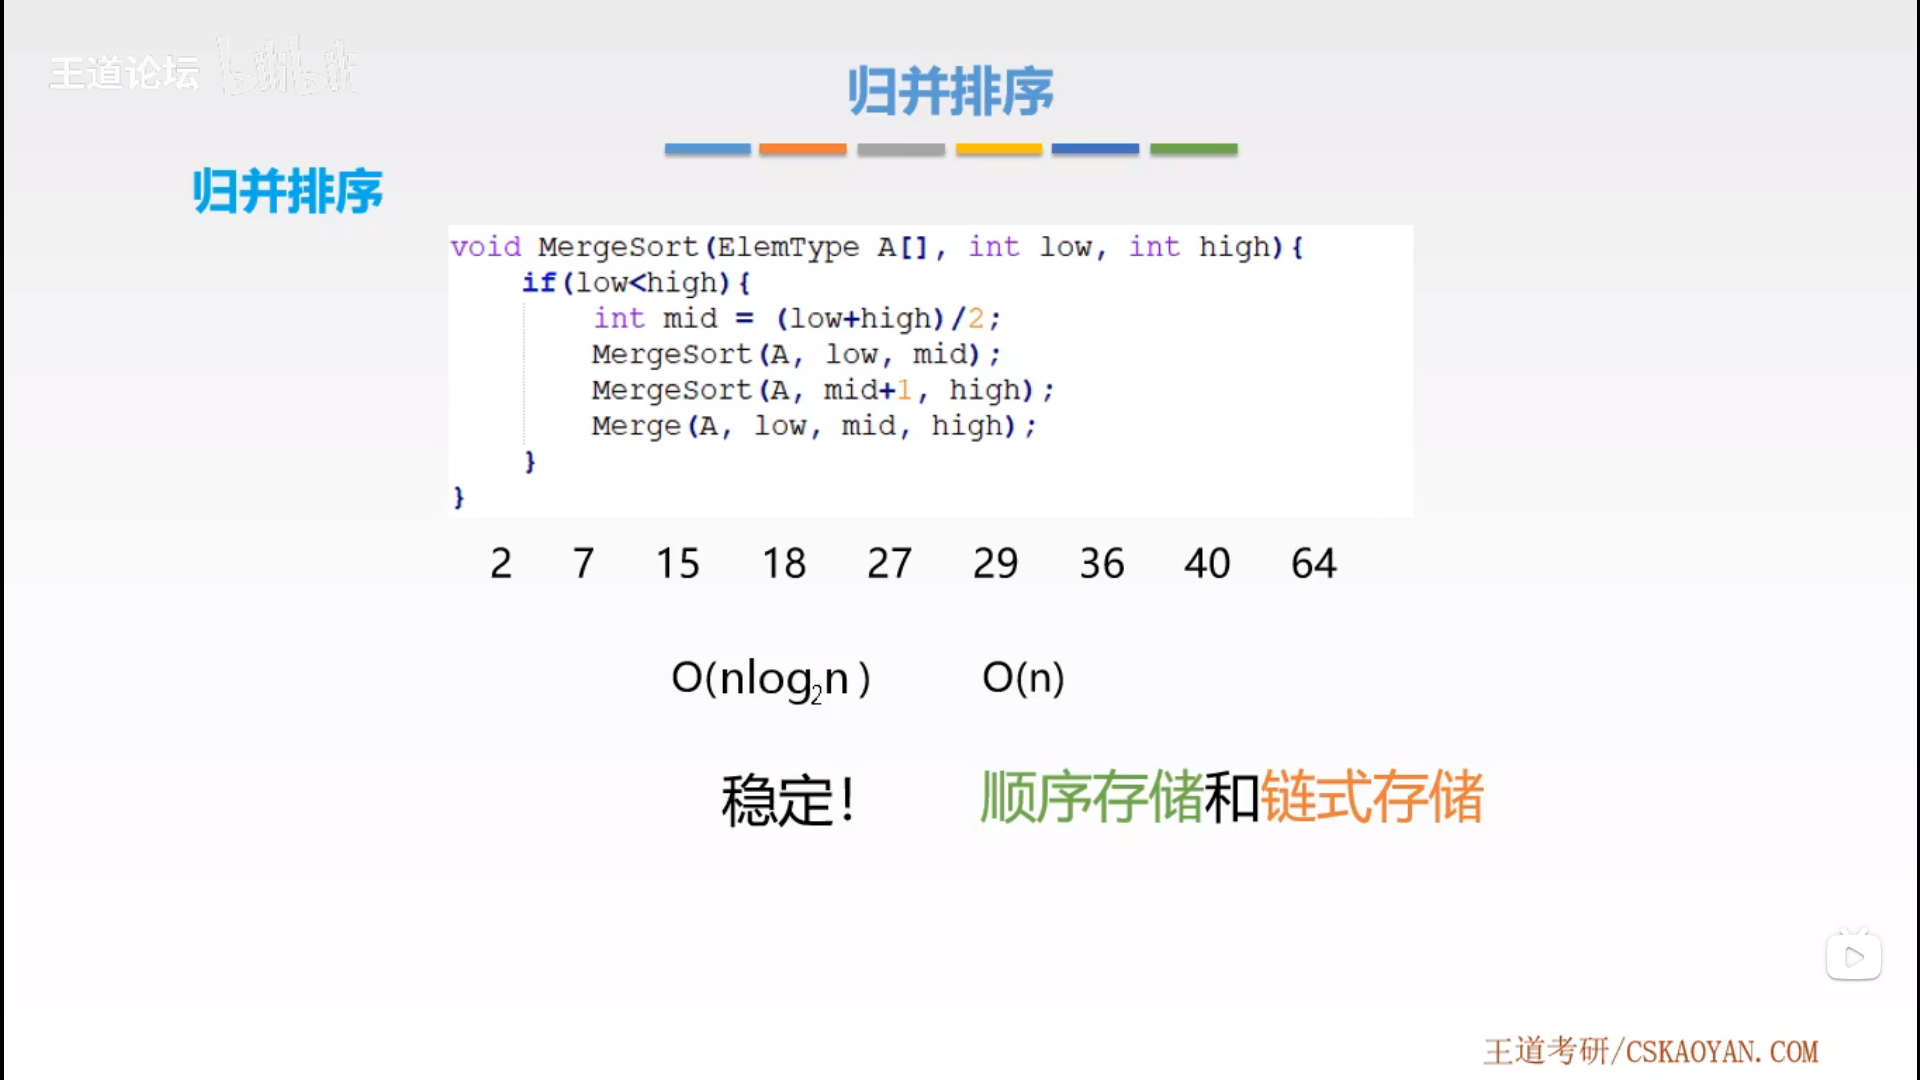 王道论坛 bilibili
归并排序
归并排序
void MergeSort(ElemType A[], int low, int high){
    if(low<high){
        int mid = (low+high)/2;
        MergeSort(A, low, mid);
        MergeSort(A, mid+1, high);
        Merge(A, low, mid, high);
    }
}
2 7 15 18 27 29 36 40 64
O(nlog₂n) O(n)
稳定! 顺序存储和链式存储
王道考研/CSKAOYAN.COM